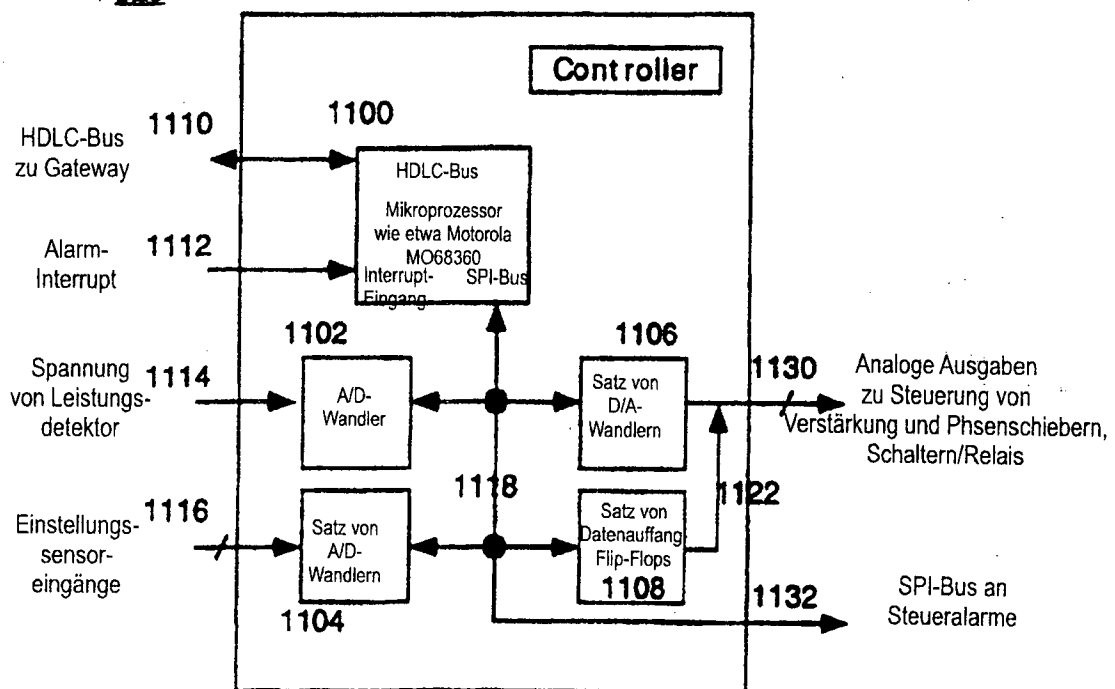 Controller
1110
1100
HDLC-Bus
zu Gateway
HDLC-Bus
Mikroprozessor
wie etwa Motorola
MO68360
Interrupt-
Eingang
SPI-Bus
Alarm-
Interrupt
1112
1102
1106
Spannung
von Leistungs-
detektor
1114
A/D-
Wandler
Satz von
D/A-
Wandlern
1130
Analoge Ausgaben
zu Steuerung von
Verstärkung und Phsenschiebern,
Schaltern/Relais
1118
1122
Einstellungs-
sensor-
eingänge
1116
Satz von
A/D-
Wandlern
1104
Satz von
Datenauffang
Flip-Flops
1108
1132
SPI-Bus an
Steueralarme